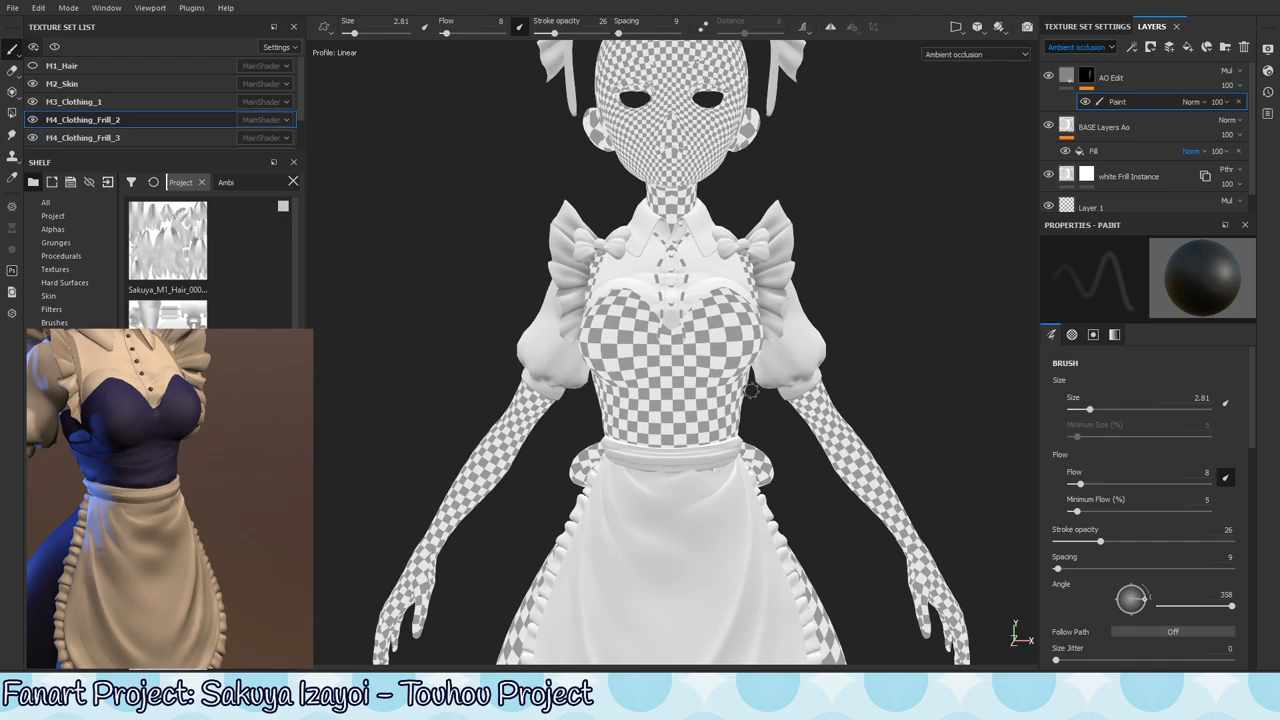 File Edit Mode Window Viewport Plugins Help
Size 2.81 Flow 8 Stroke opacity 26 Spacing 9 Distance 8
TEXTURE SET LIST
Settings
M1_Hair MainShader
M2_Skin MainShader
M3_Clothing_1 MainShader
M4_Clothing_Frill_2 MainShader
M4_Clothing_Frill_3 MainShader
SHELF
Project Ambi
All
Project
Alphas
Grunges
Procedurals
Textures
Hard Surfaces
Skin
Filters
Brushes
Sakuya_M1_Hair_000...
Profile: Linear
Ambient occlusion
Y
Z X
TEXTURE SET SETTINGS LAYERS
Ambient occlusion
AO Edit Mul 100
Paint Norm 100
BASE Layers Ao Norm 100
Fill Norm 100
white Frill Instance Pthr 100
Layer 1 Mul
PROPERTIES - PAINT
BRUSH
Size
Size 2.81
Minimum Size (%) 5
Flow
Flow 8
Minimum Flow (%) 5
Stroke opacity 26
Spacing 9
Angle
358
Follow Path Off
Size Jitter 0
Fanart Project: Sakuya Izayoi - Touhou Project